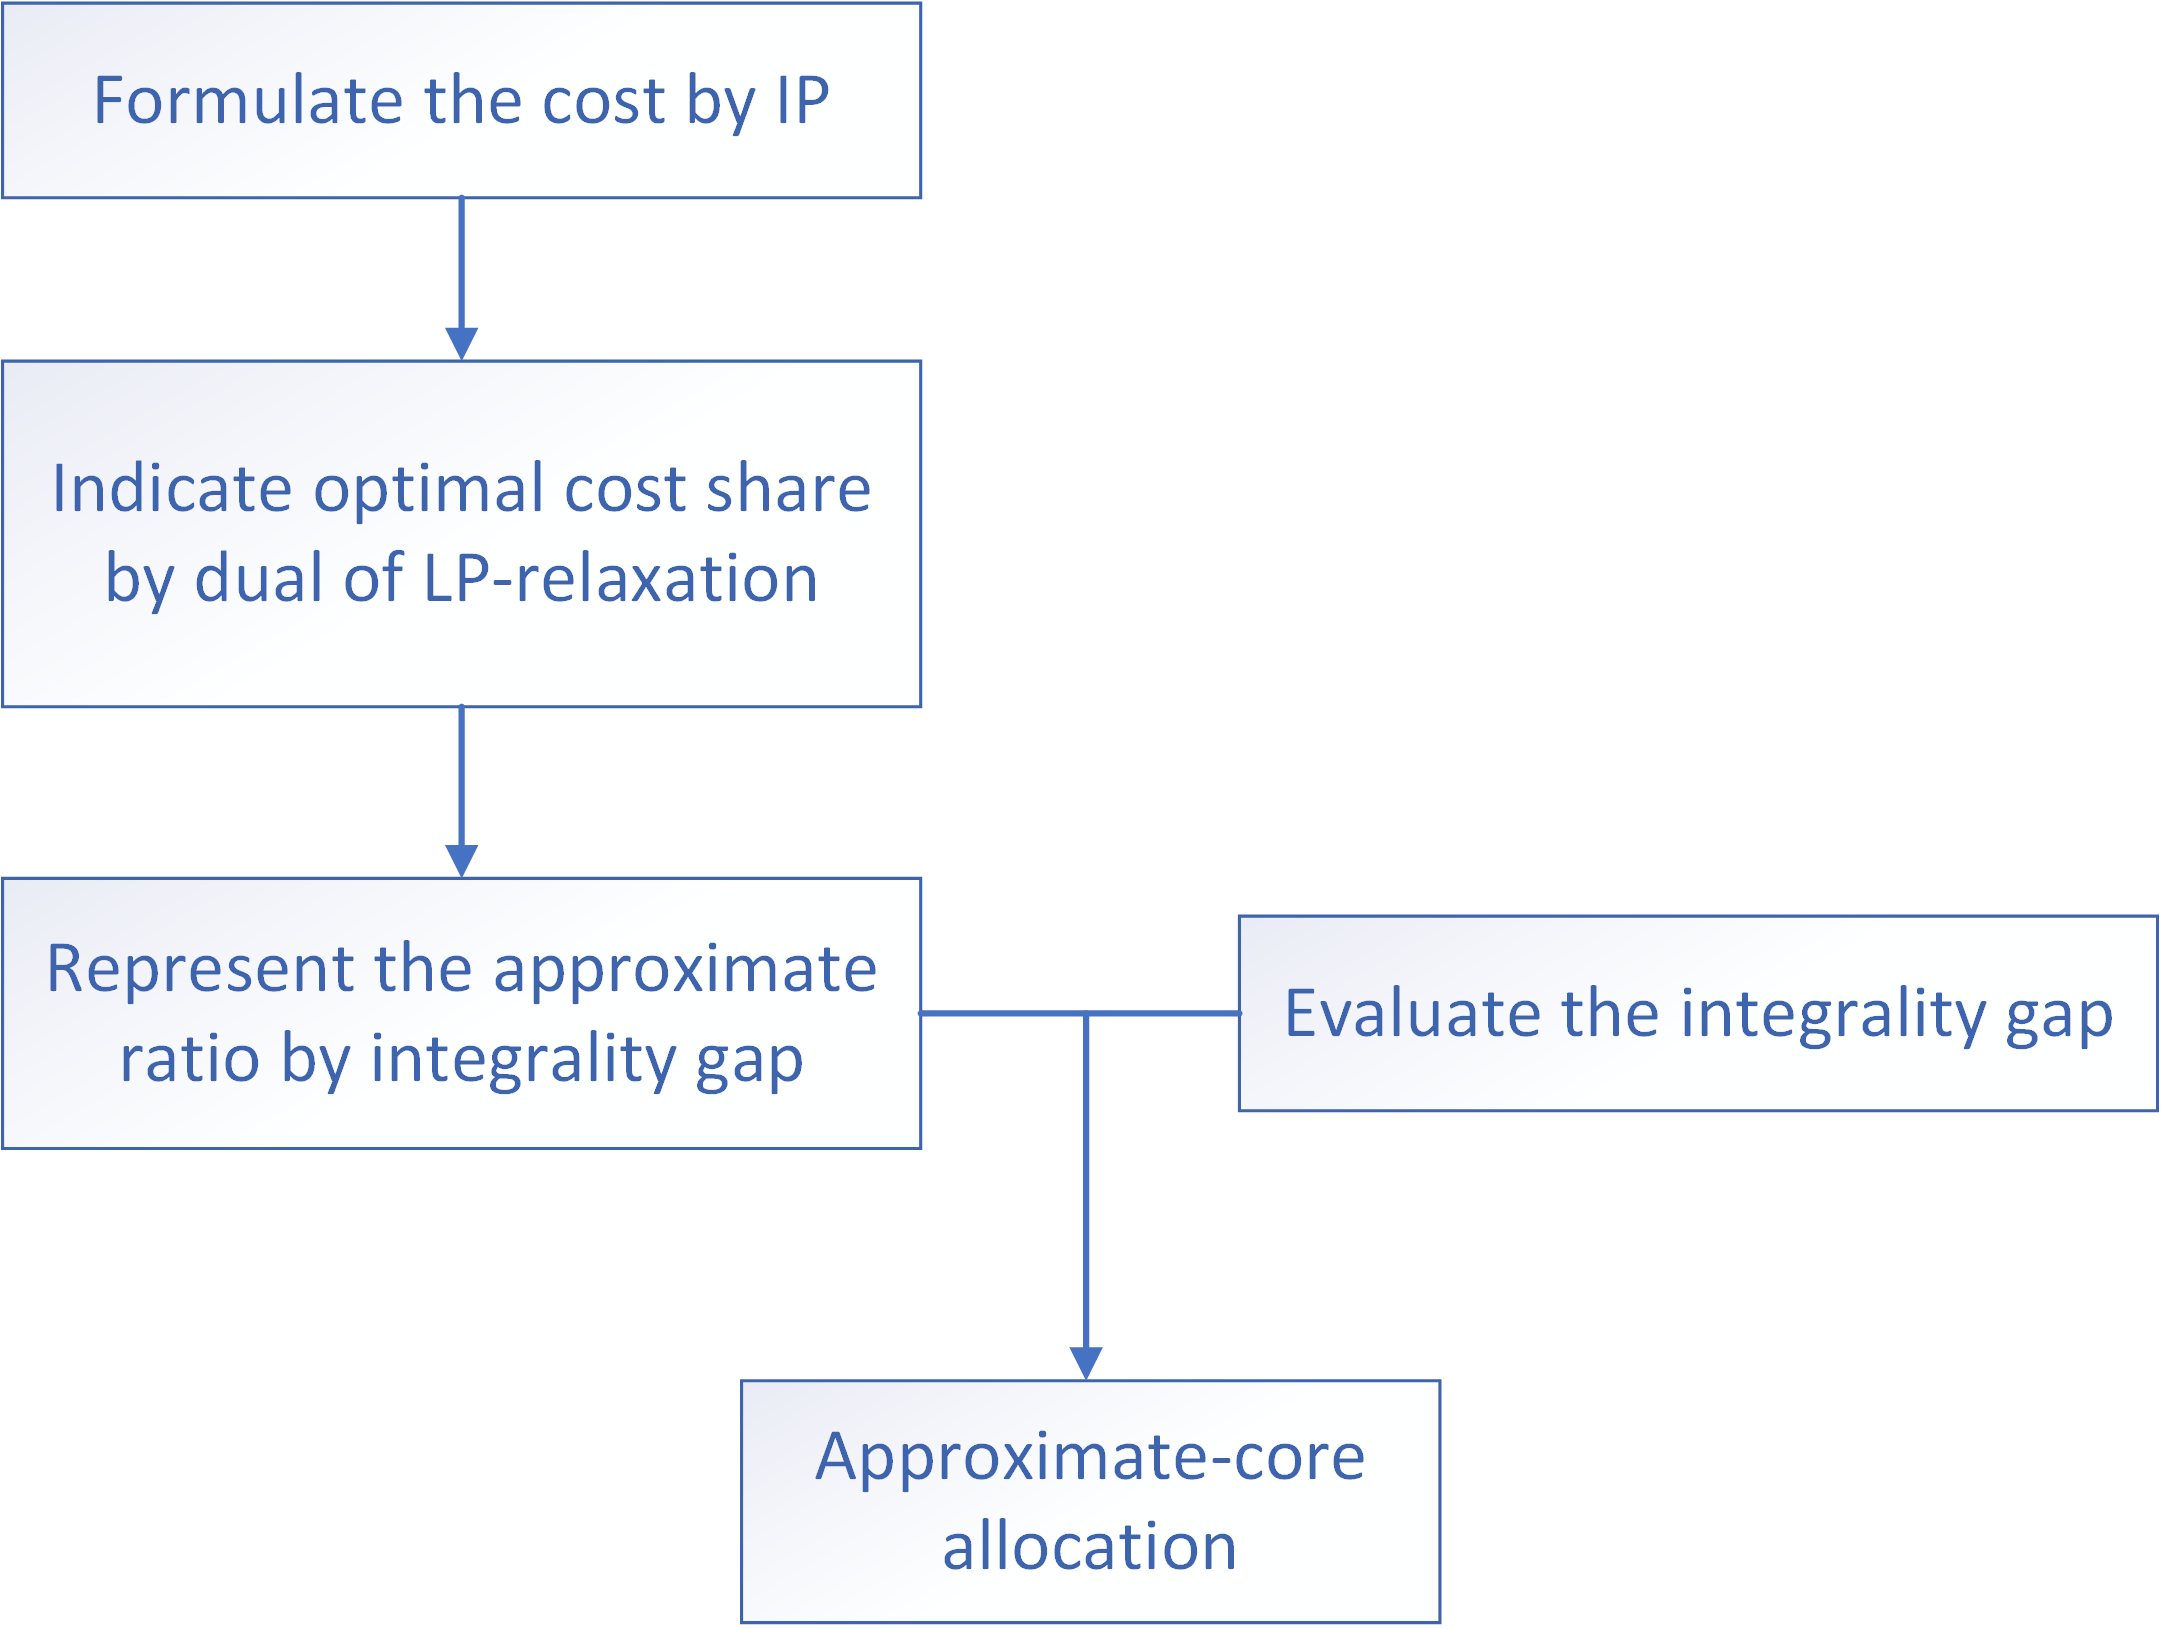 Formulate the cost by IP
Indicate optimal cost share
by dual of LP-relaxation
Represent the approximate
ratio by integrality gap
Evaluate the integrality gap
Approximate-core
allocation